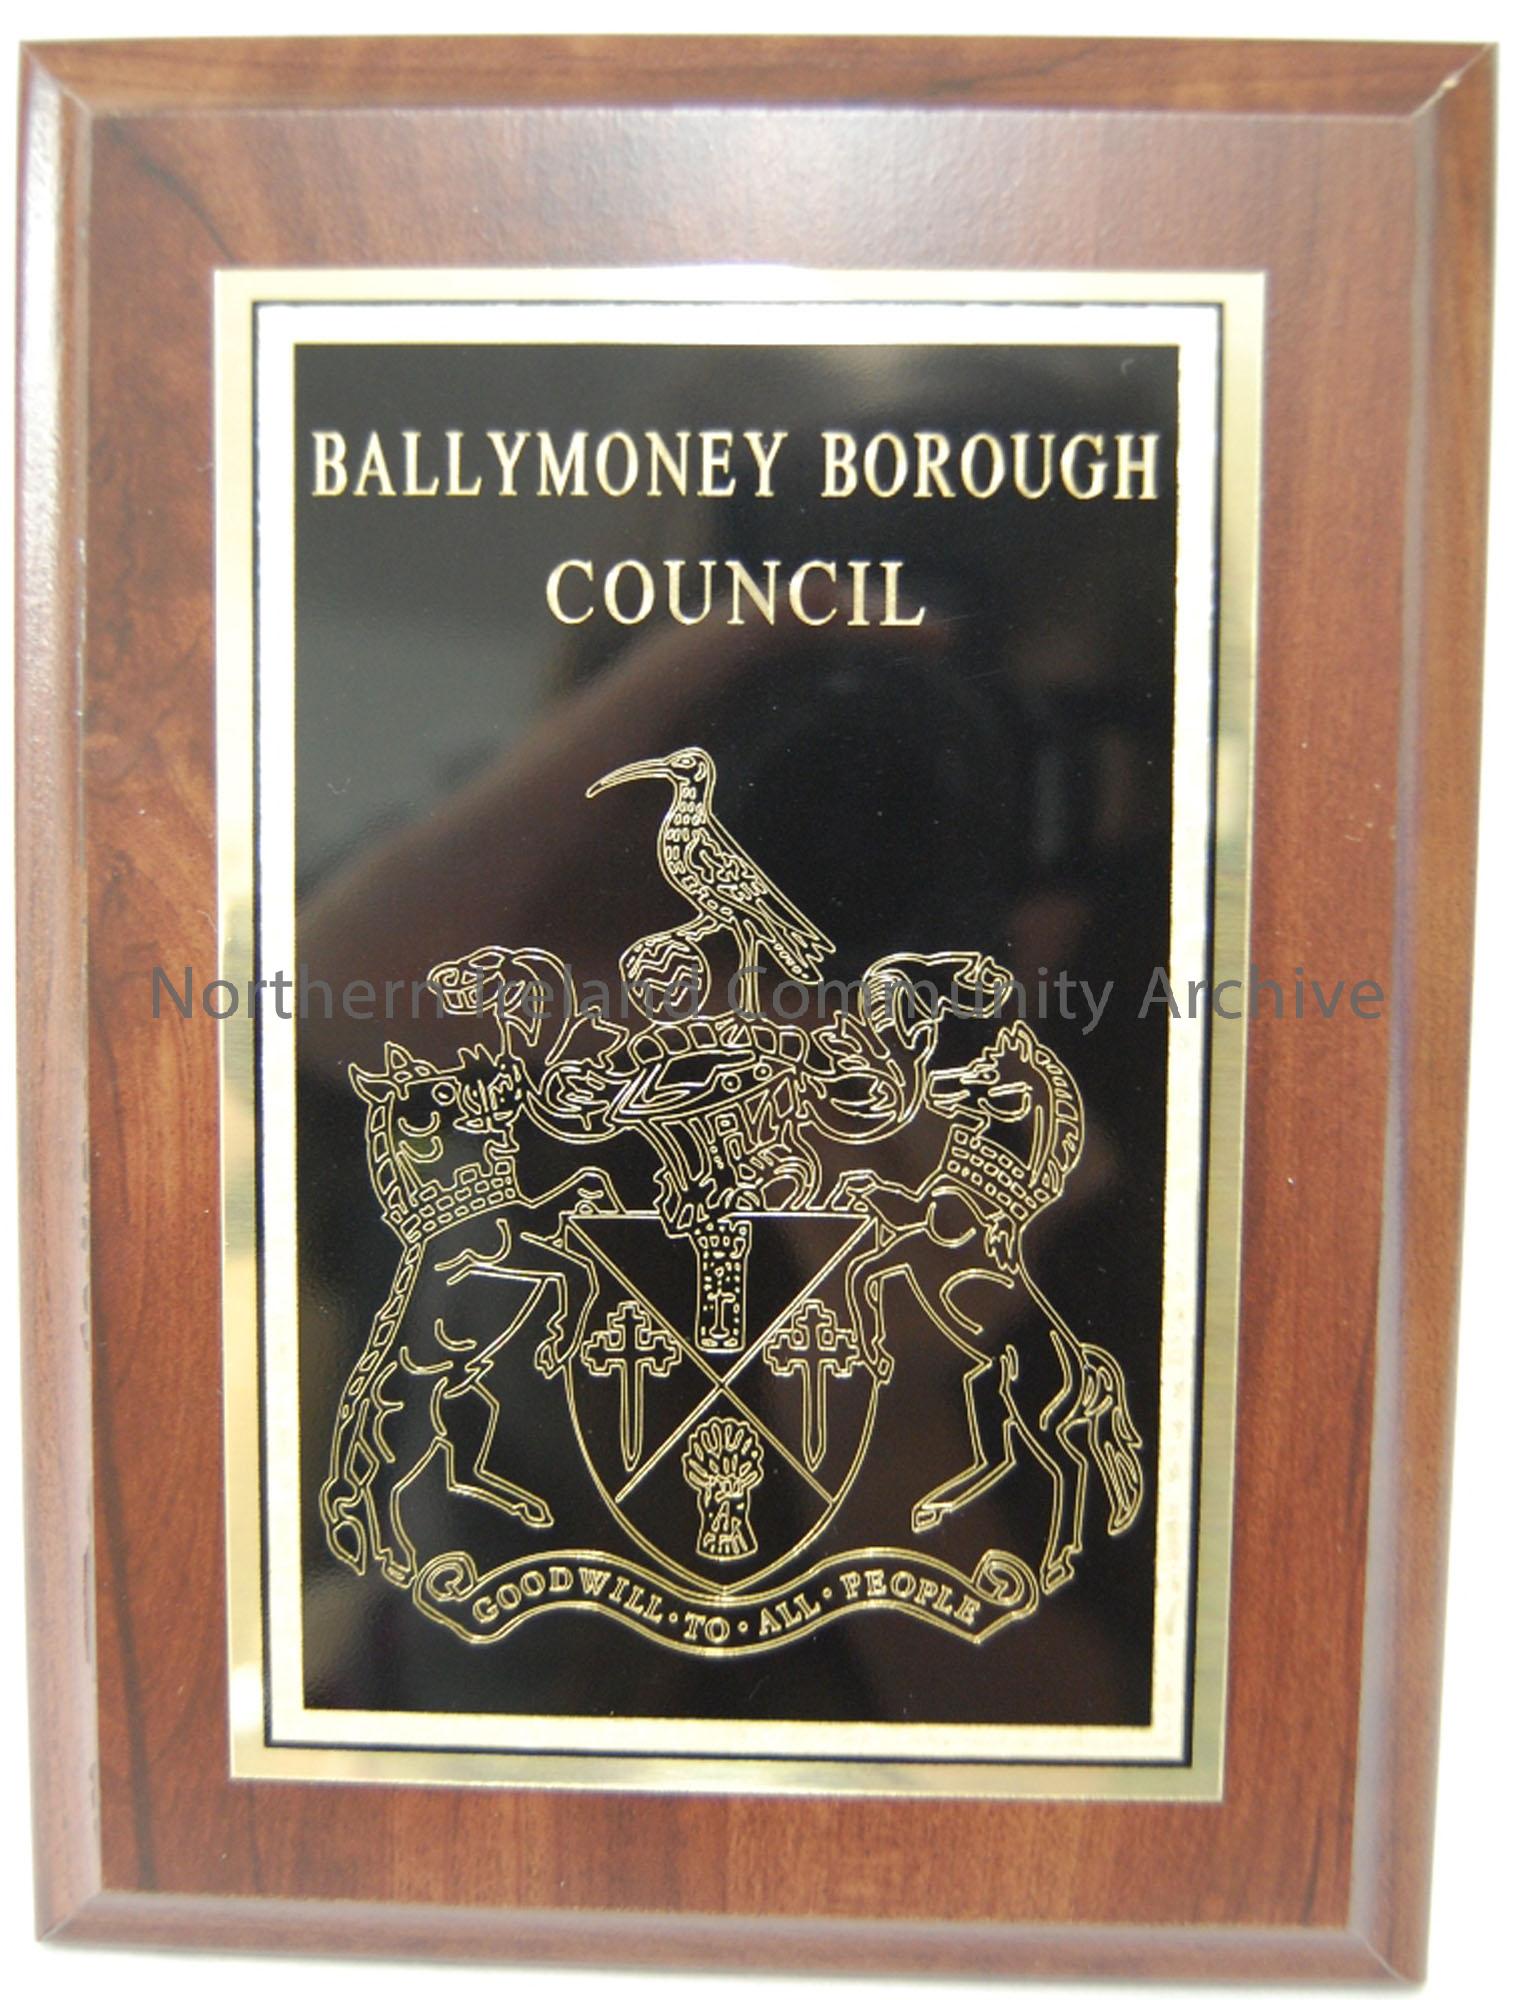 BALLYMONEY BOROUGH
COUNCIL
Northern Ireland Community Archive
GOODWILL · TO · ALL · PEOPLE